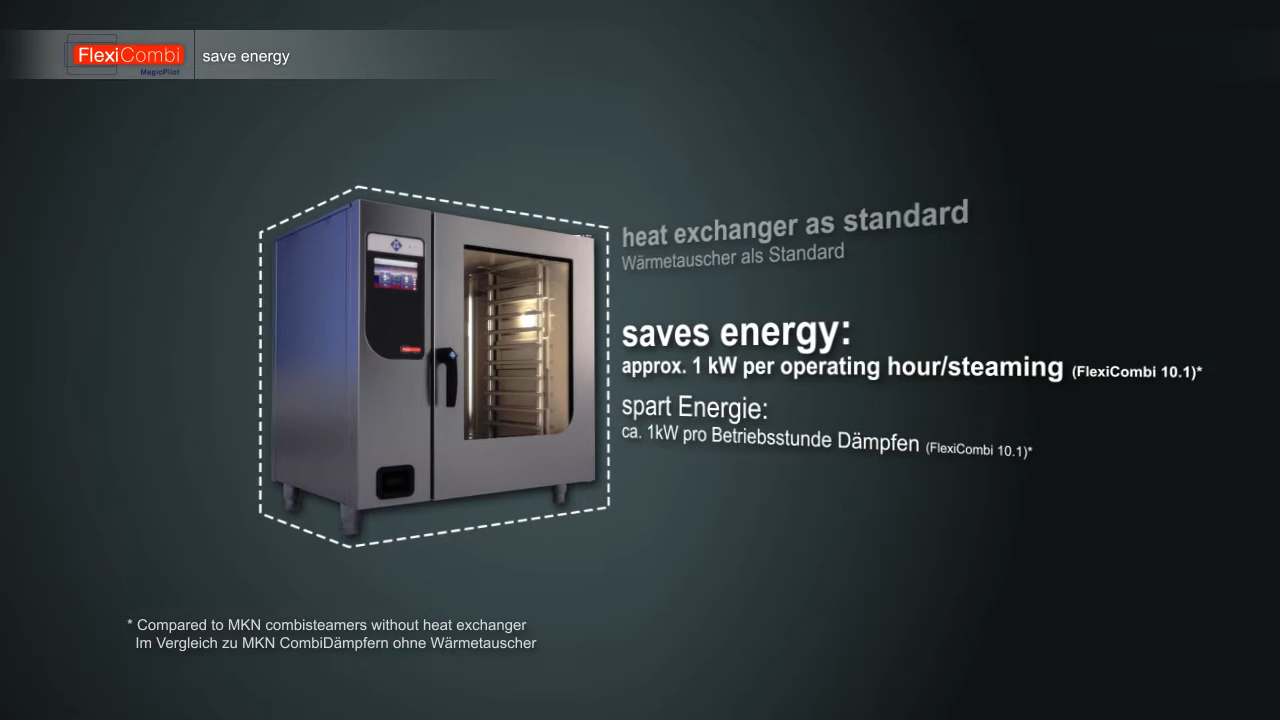 FlexiCombi
MagicPilot
save energy
heat exchanger as standard
Wärmetauscher als Standard
saves energy:
approx. 1 kW per operating hour/steaming (FlexiCombi 10.1)*
spart Energie:
ca. 1kW pro Betriebsstunde Dämpfen (FlexiCombi 10.1)*
* Compared to MKN combisteamers without heat exchanger
Im Vergleich zu MKN CombiDämpfern ohne Wärmetauscher